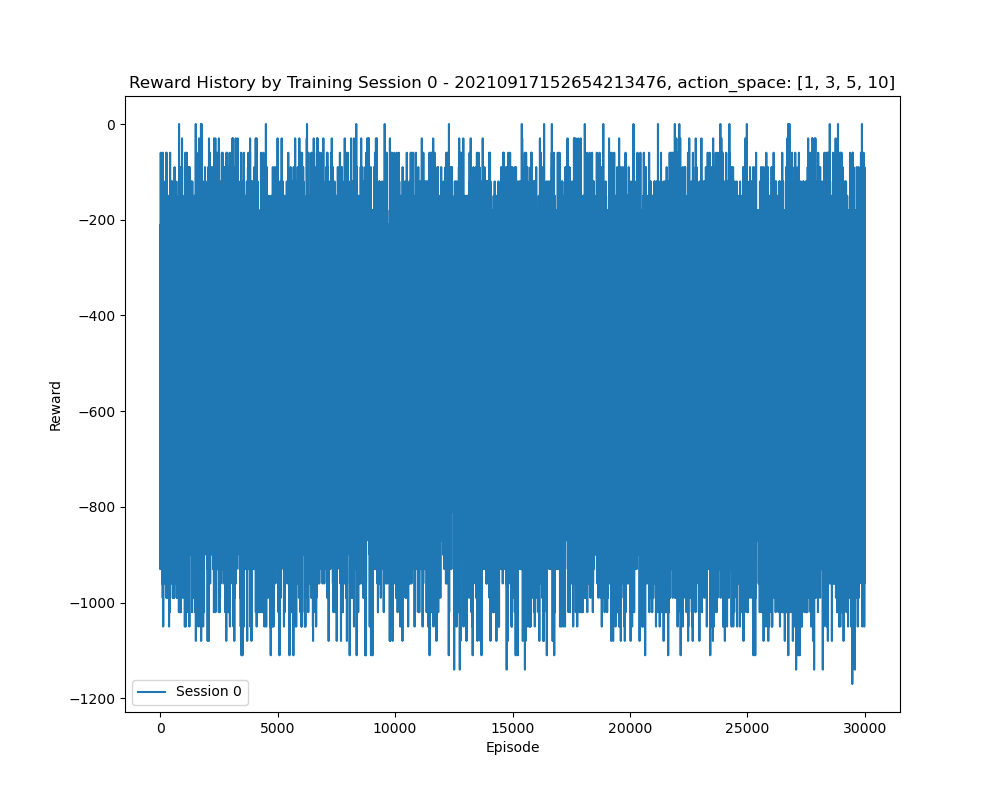 Reward History by Training Session 0 - 20210917152654213476, action_space: [1, 3, 5, 10]
0
−200
−400
−600
−800
−1000
−1200
Reward
Session 0
0 5000 10000 15000 20000 25000 30000
Episode